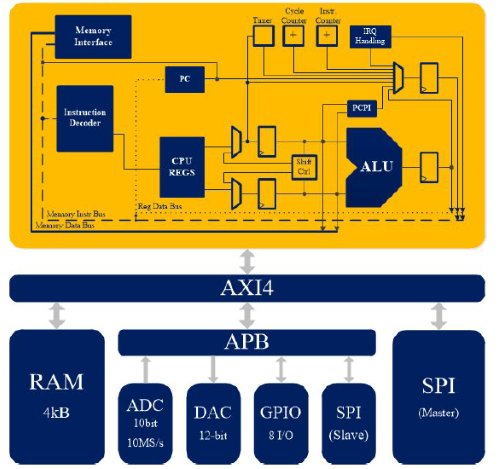 Cycle
Instr.
Timer
Counter
Counter
Memory
Interface
IRQ
Handling
PC
PCPI
Instruction
Decoder
CPU
REGS
Shift
Ctrl
ALU
Reg Data Bus
Memory Instr Bus
Memory Data Bus
AXI4
APB
RAM
4kB
ADC
10bit
10MS/s
DAC
12-bit
GPIO
8 I/O
SPI
(Slave)
SPI
(Master)